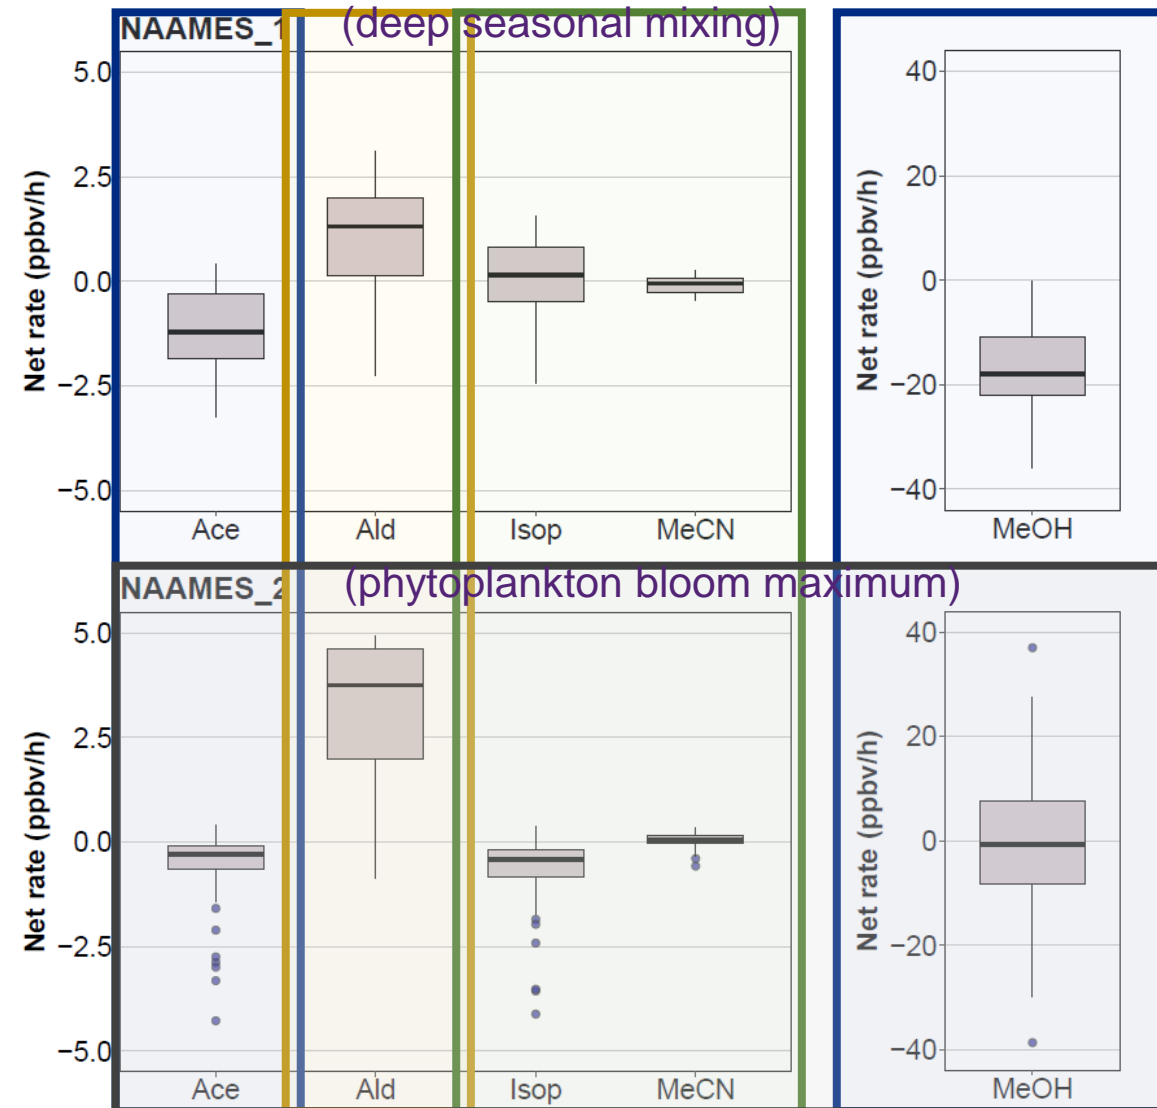 NAAMES_1 (deep seasonal mixing)
Net rate (ppbv/h)
5.0
2.5
0.0
−2.5
−5.0
Ace Ald Isop MeCN
Net rate (ppbv/h)
40
20
0
−20
−40
MeOH
NAAMES_2 (phytoplankton bloom maximum)
Net rate (ppbv/h)
5.0
2.5
0.0
−2.5
−5.0
Ace Ald Isop MeCN
Net rate (ppbv/h)
40
20
0
−20
−40
MeOH